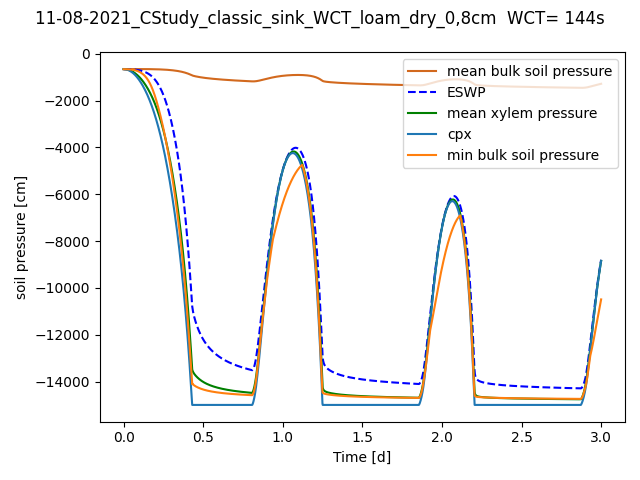 11-08-2021_CStudy_classic_sink_WCT_loam_dry_0,8cm  WCT= 144s
mean bulk soil pressure
ESWP
mean xylem pressure
cpx
min bulk soil pressure
soil pressure [cm]
0
−2000
−4000
−6000
−8000
−10000
−12000
−14000
0.0 0.5 1.0 1.5 2.0 2.5 3.0
Time [d]